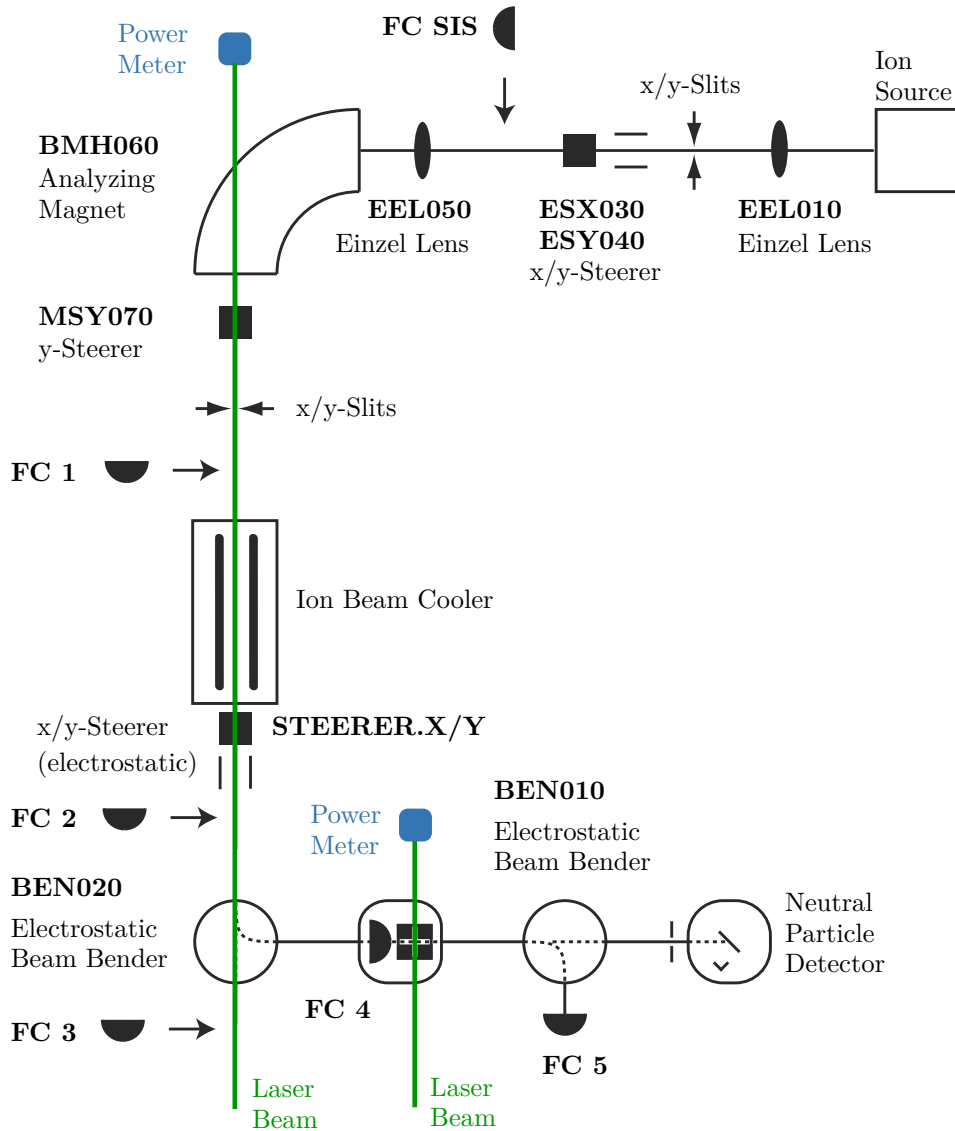 Power
Meter
FC SIS
x/y-Slits
Ion
Source
BMH060
Analyzing
Magnet
EEL050
Einzel Lens
ESX030
ESY040
x/y-Steerer
EEL010
Einzel Lens
MSY070
y-Steerer
x/y-Slits
FC 1
Ion Beam Cooler
x/y-Steerer
(electrostatic)
STEERER.X/Y
FC 2
Power
Meter
BEN010
Electrostatic
Beam Bender
BEN020
Electrostatic
Beam Bender
Neutral
Particle
Detector
FC 4
FC 3
FC 5
Laser
Beam
Laser
Beam